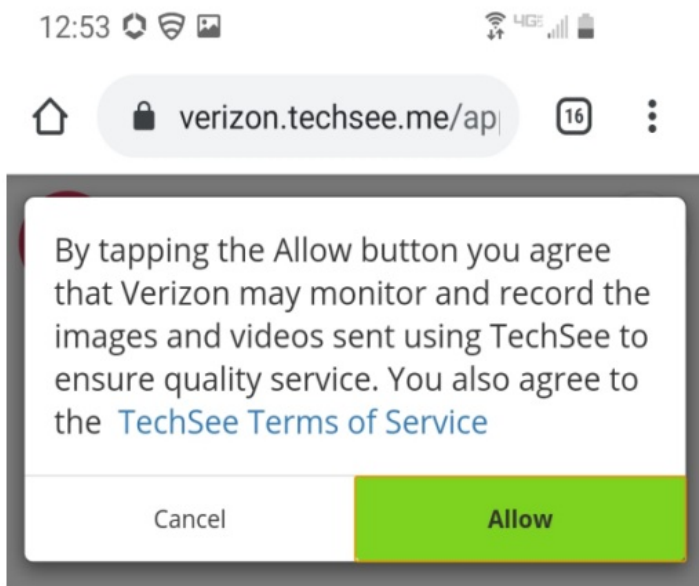 12:53 4GE
verizon.techsee.me/ap 16
By tapping the Allow button you agree
that Verizon may monitor and record the
images and videos sent using TechSee to
ensure quality service. You also agree to
the TechSee Terms of Service
Cancel Allow